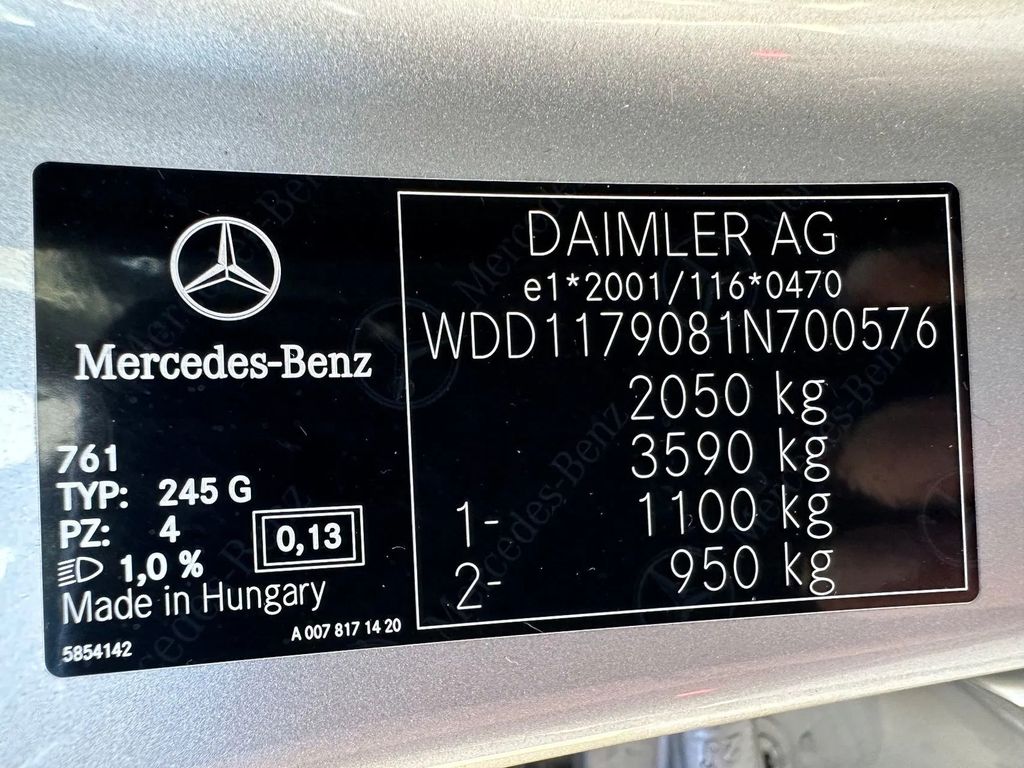 Mercedes-Benz
761
TYP: 245 G
PZ: 4
1,0 %
0,13
Made in Hungary
5854142
A 007 817 14 20
DAIMLER AG
e1*2001/116*0470
WDD1179081N700576
2050 kg
3590 kg
1- 1100 kg
2- 950 kg